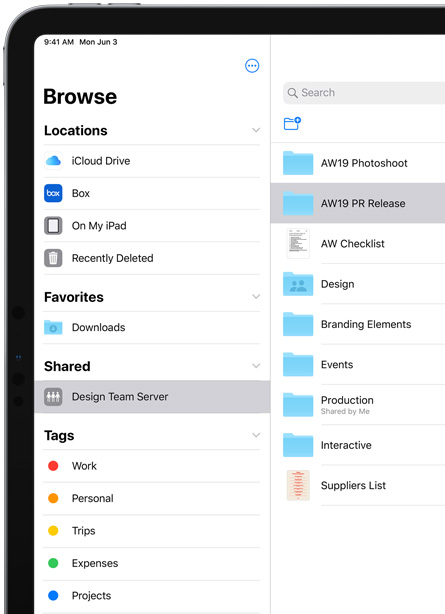 9:41 AM Mon Jun 3
Browse
Locations
iCloud Drive
box
Box
On My iPad
Recently Deleted
Favorites
Downloads
Shared
Design Team Server
Tags
Work
Personal
Trips
Expenses
Projects
Search
AW19 Photoshoot
AW19 PR Release
AW Checklist
Design
Branding Elements
Events
Production
Shared by Me
Interactive
Suppliers List